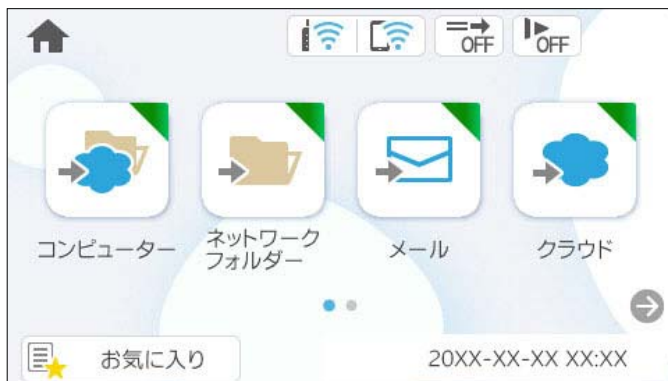 OFF
OFF
コンピューター
ネットワーク
フォルダー
メール
クラウド
お気に入り
20XX-XX-XX XX:XX